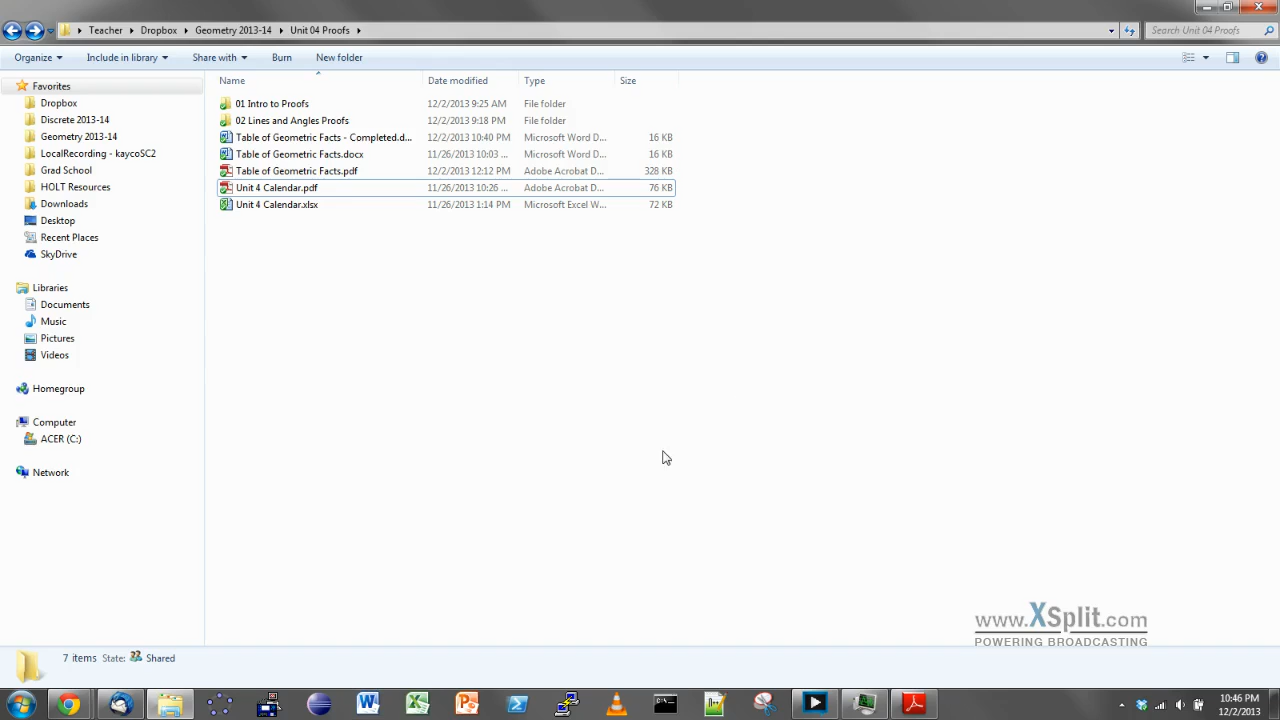 Teacher Dropbox Geometry 2013-14 Unit 04 Proofs Search Unit 04 Proofs
Organize Include in library Share with Burn New folder
Favorites
Dropbox
Discrete 2013-14
Geometry 2013-14
LocalRecording - kaycoSC2
Grad School
HOLT Resources
Downloads
Desktop
Recent Places
SkyDrive
Libraries
Documents
Music
Pictures
Videos
Homegroup
Computer
ACER (C:)
Network
Name Date modified Type Size
01 Intro to Proofs 12/2/2013 9:25 AM File folder
02 Lines and Angles Proofs 12/2/2013 9:18 PM File folder
Table of Geometric Facts - Completed.d... 12/2/2013 10:40 PM Microsoft Word D... 16 KB
Table of Geometric Facts.docx 11/26/2013 10:03 ... Microsoft Word D... 16 KB
Table of Geometric Facts.pdf 12/2/2013 12:12 PM Adobe Acrobat D... 328 KB
Unit 4 Calendar.pdf 11/26/2013 10:26 ... Adobe Acrobat D... 76 KB
Unit 4 Calendar.xlsx 11/26/2013 1:14 PM Microsoft Excel W... 72 KB
www.XSplit.com
POWERING BROADCASTING
7 items State: Shared
10:46 PM
12/2/2013